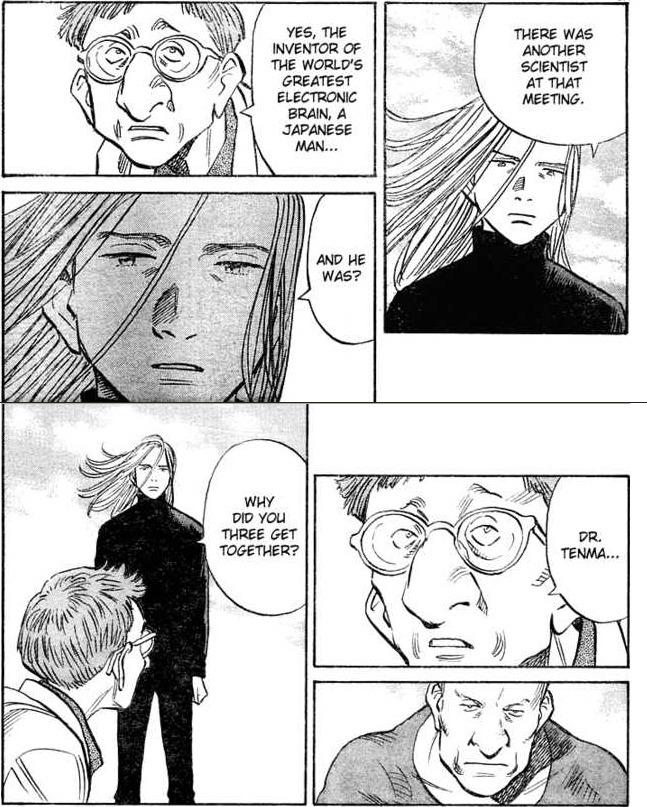 THERE WAS
ANOTHER
SCIENTIST
AT THAT
MEETING.
YES, THE
INVENTOR OF
THE WORLD'S
GREATEST
ELECTRONIC
BRAIN, A
JAPANESE
MAN...
AND HE
WAS?
DR.
TENMA...
WHY
DID YOU
THREE GET
TOGETHER?